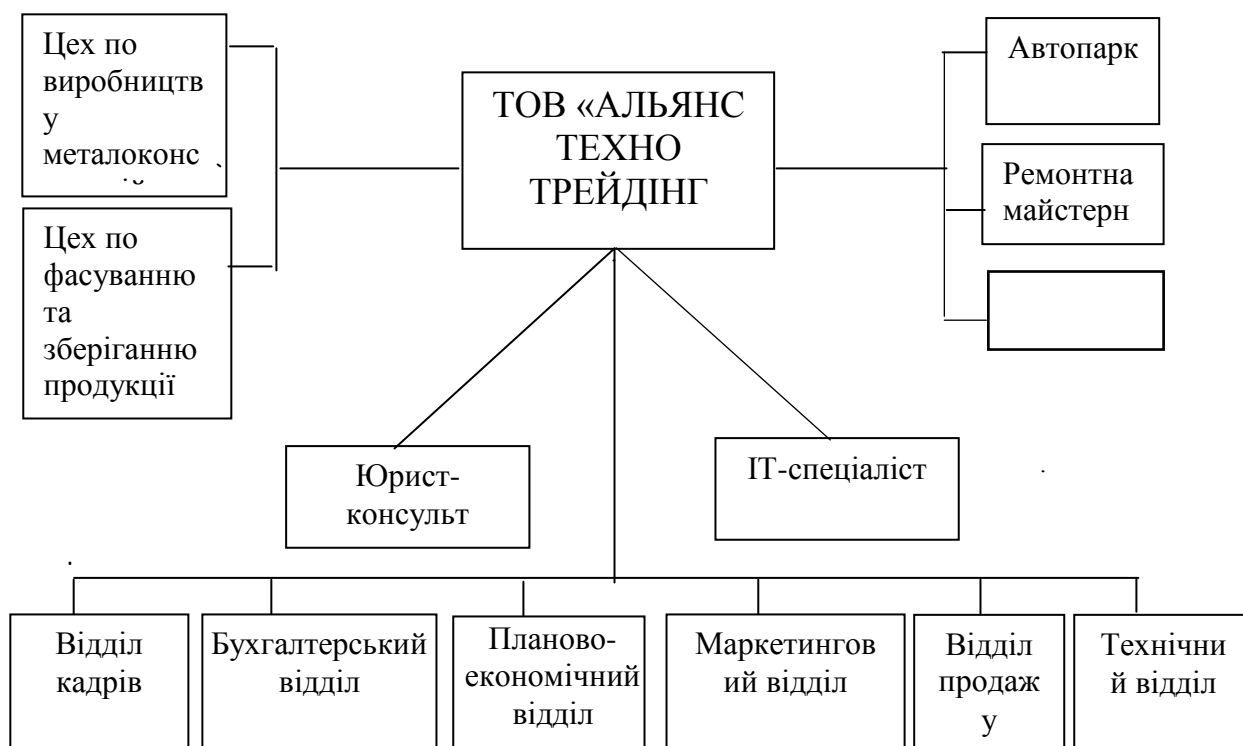 Цех по
виробництв
у
металоконс
Цех по
фасуванню
та
зберіганню
продукції
ТОВ «АЛЬЯНС
ТЕХНО
ТРЕЙДІНГ
Автопарк
Ремонтна
майстерн
Юрист-
консульт
ІТ-спеціаліст
Відділ
кадрів
Бухгалтерський
відділ
Планово-
економічний
відділ
Маркетингов
ий відділ
Відділ
продаж
у
Технічни
й відділ